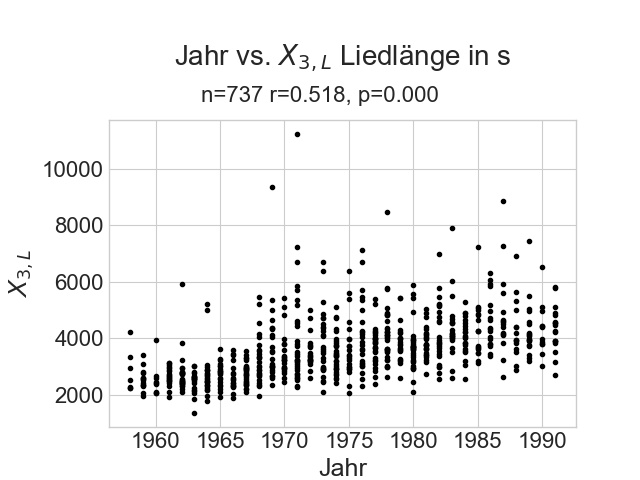 Jahr vs. X3, L Liedlänge in s
n=737 r=0.518, p=0.000
10000
8000
6000
4000
2000
X3, L
1960 1965 1970 1975 1980 1985 1990
Jahr